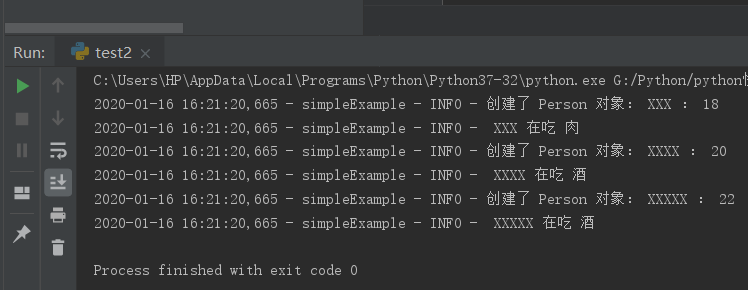 Run: test2 ×
C:\Users\HP\AppData\Local\Programs\Python\Python37-32\python.exe G:/Python/python
2020-01-16 16:21:20,665 - simpleExample - INFO - 创建了 Person 对象: XXX : 18
2020-01-16 16:21:20,665 - simpleExample - INFO -  XXX 在吃 肉
2020-01-16 16:21:20,665 - simpleExample - INFO - 创建了 Person 对象: XXXX : 20
2020-01-16 16:21:20,665 - simpleExample - INFO -  XXXX 在吃 酒
2020-01-16 16:21:20,665 - simpleExample - INFO - 创建了 Person 对象: XXXXX : 22
2020-01-16 16:21:20,665 - simpleExample - INFO -  XXXXX 在吃 酒
Process finished with exit code 0